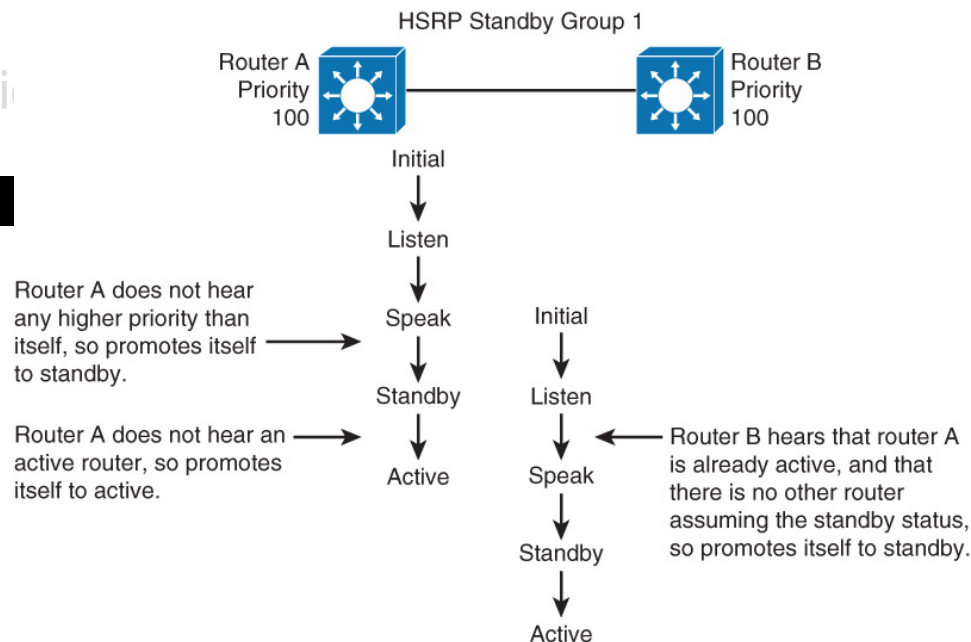 HSRP Standby Group 1
Router A
Priority
100
Router B
Priority
100
Initial
Listen
Speak
Standby
Active
Router A does not hear
any higher priority than
itself, so promotes itself
to standby.
Router A does not hear an
active router, so promotes
itself to active.
Initial
Listen
Speak
Standby
Active
Router B hears that router A
is already active, and that
there is no other router
assuming the standby status,
so promotes itself to standby.